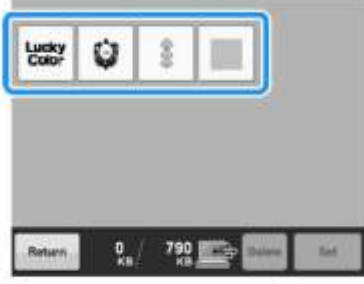 Lucky
Color
Return
0 KB / 790 KB
Delete
Set